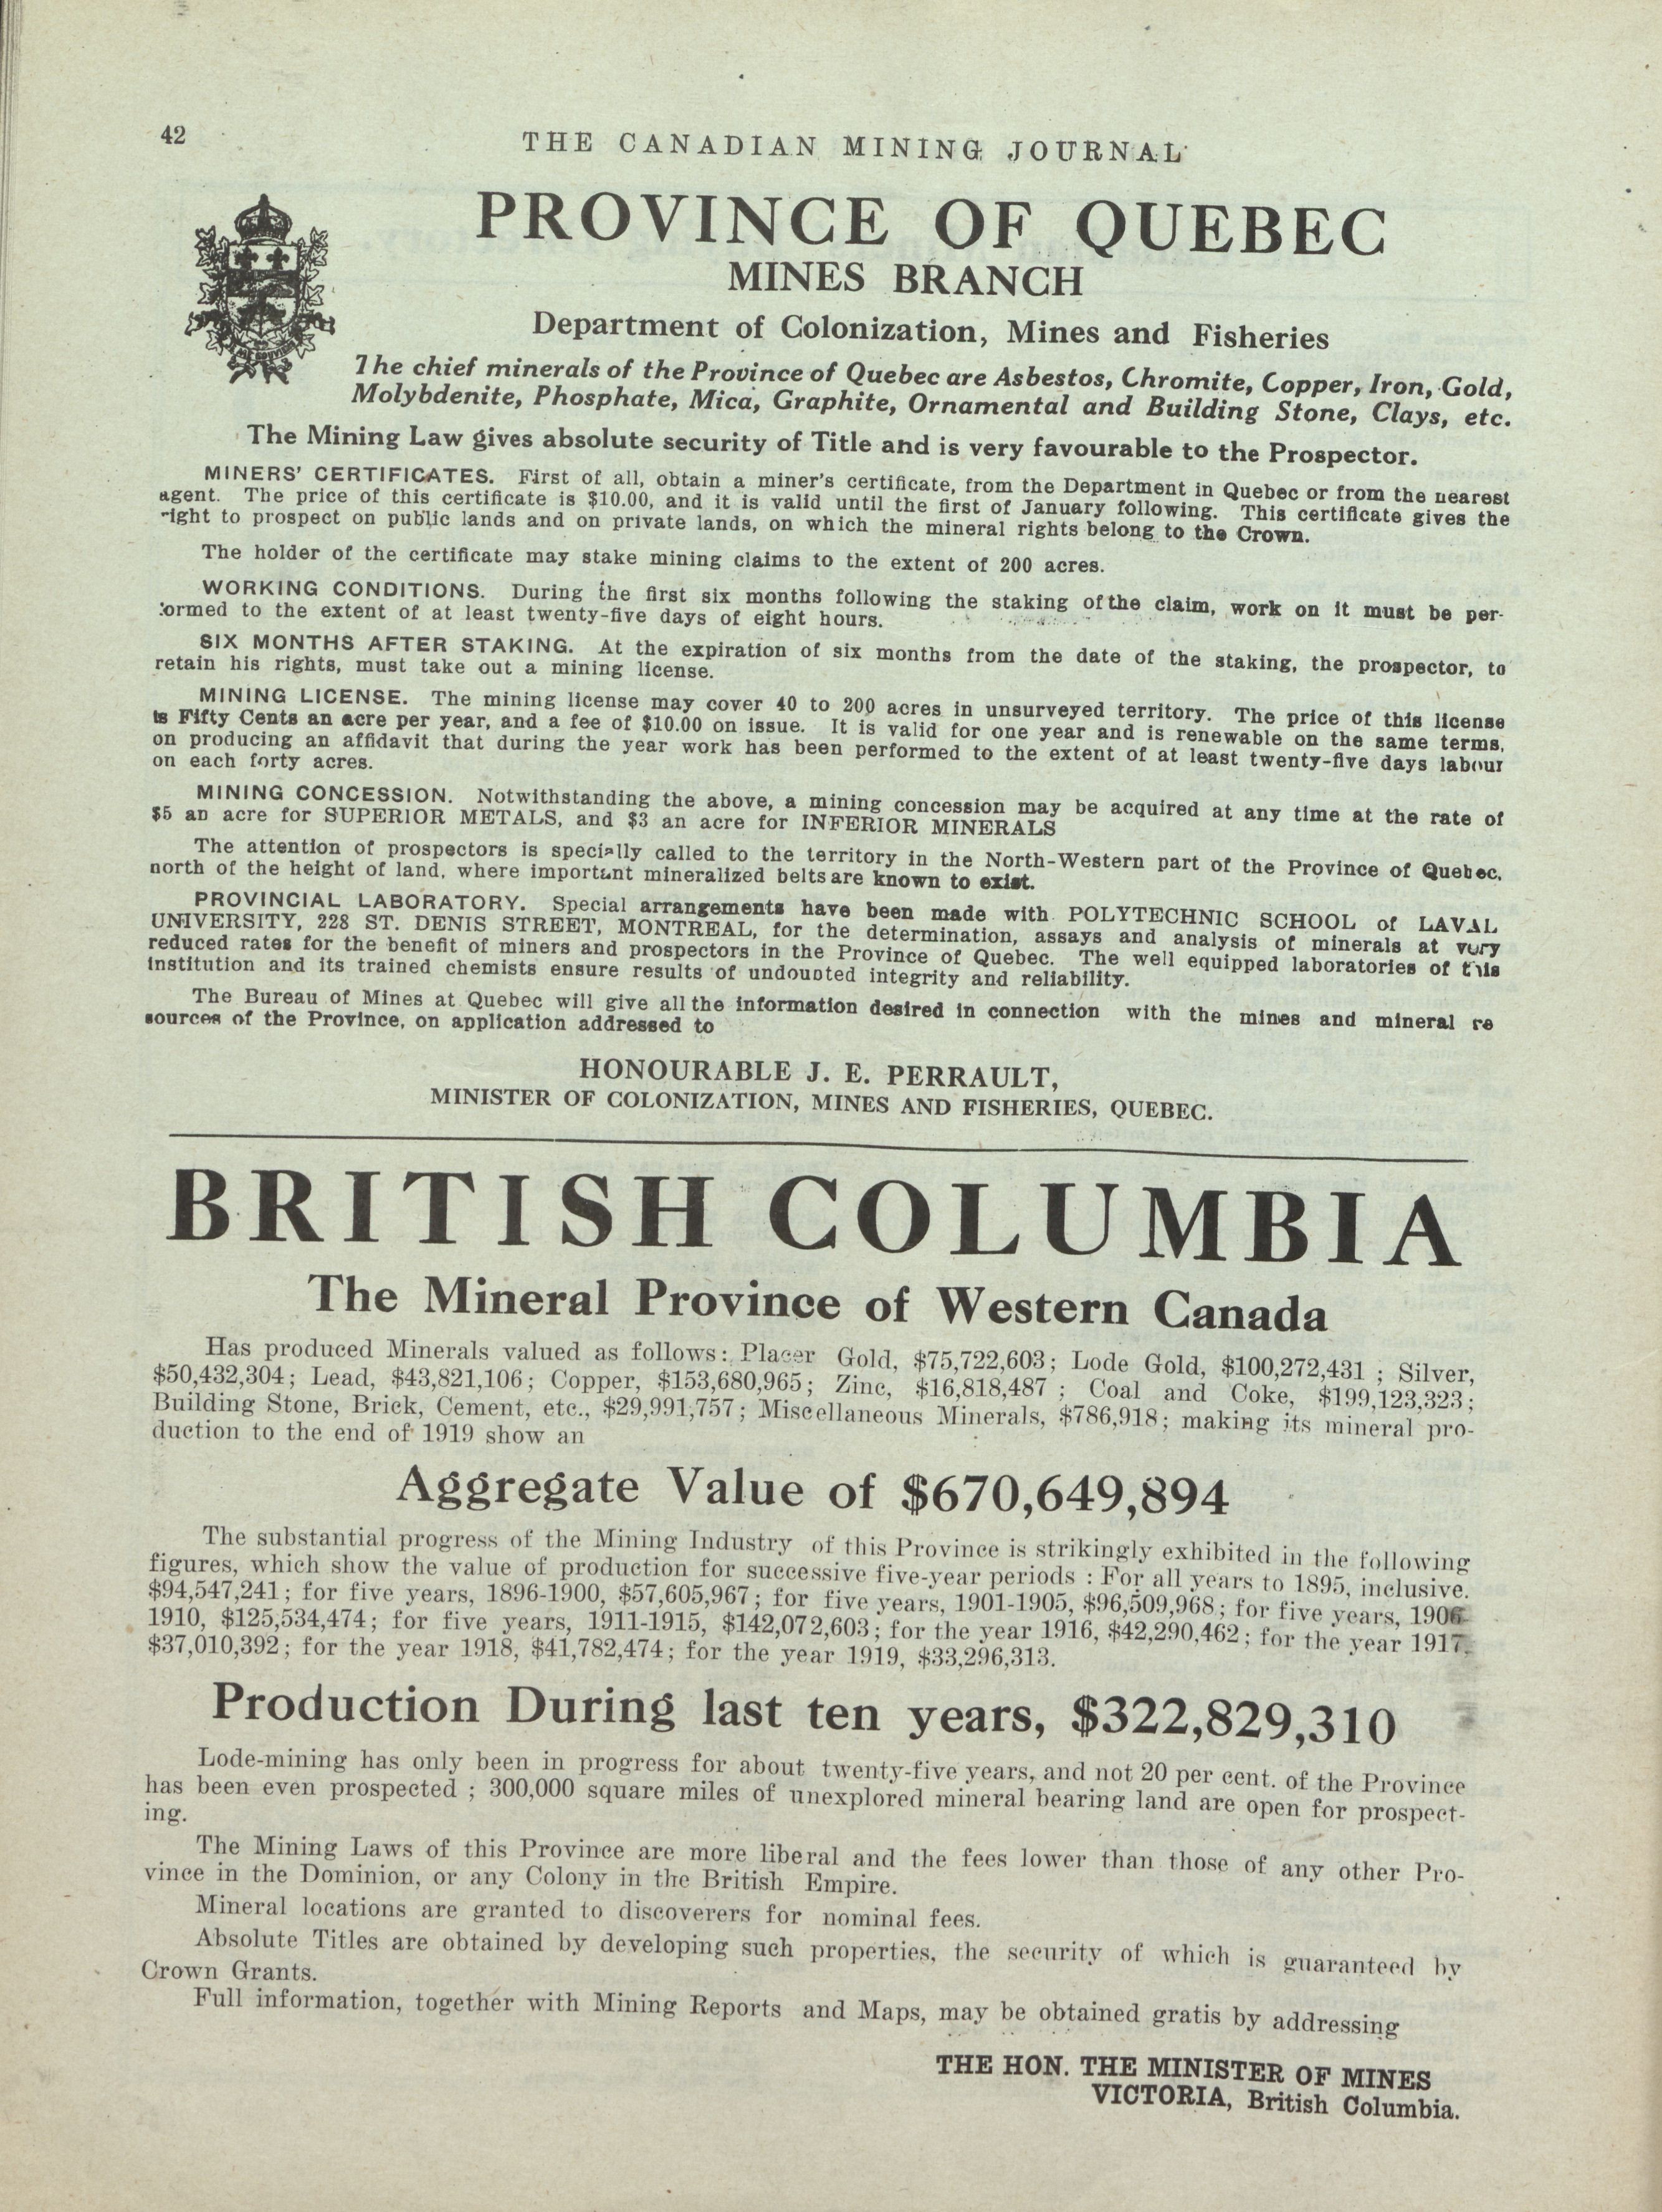 42
THE CANADIAN MINING JOURNAL
PROVINCE OF QUEBEC
MINES BRANCH
Department of Colonization, Mines and Fisheries
The chief minerals of the Province of Quebec are Asbestos, Chromite, Copper, Iron, Gold,
Molybdenite, Phosphate, Mica, Graphite, Ornamental and Building Stone, Clays, etc.
The Mining Law gives absolute security of Title and is very favourable to the Prospector.
MINERS' CERTIFICATES. First of all, obtain a miner's certificate, from the Department in Quebec or from the nearest
agent. The price of this certificate is $10.00, and it is valid until the first of January following. This certificate gives the
right to prospect on public lands and on private lands, on which the mineral rights belong to the Crown.
The holder of the certificate may stake mining claims to the extent of 200 acres.
WORKING CONDITIONS. During the first six months following the staking of the claim, work on it must be per-
formed to the extent of at least twenty-five days of eight hours.
SIX MONTHS AFTER STAKING. At the expiration of six months from the date of the staking, the prospector, to
retain his rights, must take out a mining license.
MINING LICENSE. The mining license may cover 40 to 200 acres in unsurveyed territory. The price of this license
is Fifty Cents an acre per year, and a fee of $10.00 on issue. It is valid for one year and is renewable on the same terms,
on producing an affidavit that during the year work has been performed to the extent of at least twenty-five days labour
on each forty acres.
MINING CONCESSION. Notwithstanding the above, a mining concession may be acquired at any time at the rate of
$5 an acre for SUPERIOR METALS, and $3 an acre for INFERIOR MINERALS
The attention of prospectors is specially called to the territory in the North-Western part of the Province of Quebec,
north of the height of land, where important mineralized belts are known to exist.
PROVINCIAL LABORATORY. Special arrangements have been made with POLYTECHNIC SCHOOL of LAVAL
UNIVERSITY, 228 ST. DENIS STREET, MONTREAL, for the determination, assays and analysis of minerals at very
reduced rates for the benefit of miners and prospectors in the Province of Quebec. The well equipped laboratories of this
institution and its trained chemists ensure results of undoubted integrity and reliability.
The Bureau of Mines at Quebec will give all the information desired in connection with the mines and mineral re
sources of the Province, on application addressed to
HONOURABLE J. E. PERRAULT,
MINISTER OF COLONIZATION, MINES AND FISHERIES, QUEBEC.
BRITISH COLUMBIA
The Mineral Province of Western Canada
Has produced Minerals valued as follows: Placer Gold, $75,722,603; Lode Gold, $100,272,431 ; Silver,
$50,432,304; Lead, $43,821,106; Copper, $153,680,965; Zinc, $16,818,487 ; Coal and Coke, $199,123,323;
Building Stone, Brick, Cement, etc., $29,991,757; Miscellaneous Minerals, $786,918; making its mineral pro-
duction to the end of 1919 show an
Aggregate Value of $670,649,894
The substantial progress of the Mining Industry of this Province is strikingly exhibited in the following
figures, which show the value of production for successive five-year periods : For all years to 1895, inclusive.
$94,547,241; for five years, 1896-1900, $57,605,967; for five years, 1901-1905, $96,509,968; for five years, 1906-
1910, $125,534,474; for five years, 1911-1915, $142,072,603; for the year 1916, $42,290,462; for the year 1917,
$37,010,392; for the year 1918, $41,782,474; for the year 1919, $33,296,313.
Production During last ten years, $322,829,310
Lode-mining has only been in progress for about twenty-five years, and not 20 per cent. of the Province
has been even prospected ; 300,000 square miles of unexplored mineral bearing land are open for prospect-
ing.
The Mining Laws of this Province are more liberal and the fees lower than those of any other Pro-
vince in the Dominion, or any Colony in the British Empire.
Mineral locations are granted to discoverers for nominal fees.
Absolute Titles are obtained by developing such properties, the security of which is guaranteed by
Crown Grants.
Full information, together with Mining Reports and Maps, may be obtained gratis by addressing
THE HON. THE MINISTER OF MINES
VICTORIA, British Columbia.